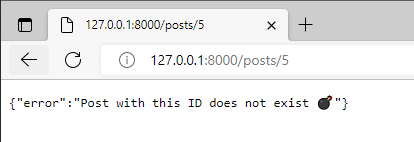 127.0.0.1:8000/posts/5
127.0.0.1:8000/posts/5
{"error":"Post with this ID does not exist 💣"}